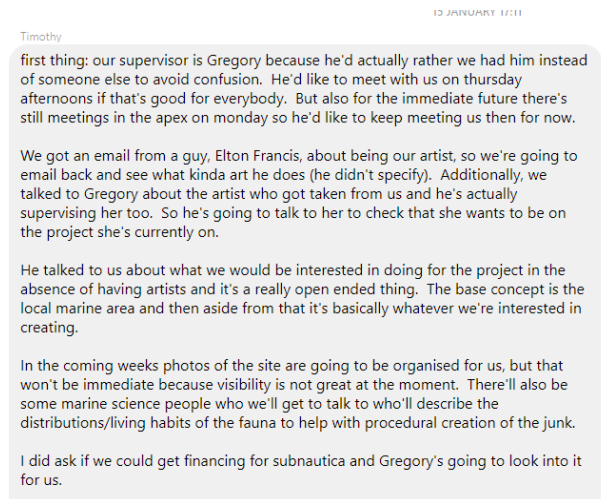 15 JANUARY 17:11
Timothy
first thing: our supervisor is Gregory because he'd actually rather we had him instead
of someone else to avoid confusion.  He'd like to meet with us on thursday
afternoons if that's good for everybody.  But also for the immediate future there's
still meetings in the apex on monday so he'd like to keep meeting us then for now.
We got an email from a guy, Elton Francis, about being our artist, so we're going to
email back and see what kinda art he does (he didn't specify).  Additionally, we
talked to Gregory about the artist who got taken from us and he's actually
supervising her too.  So he's going to talk to her to check that she wants to be on
the project she's currently on.
He talked to us about what we would be interested in doing for the project in the
absence of having artists and it's a really open ended thing.  The base concept is the
local marine area and then aside from that it's basically whatever we're interested in
creating.
In the coming weeks photos of the site are going to be organised for us, but that
won't be immediate because visibility is not great at the moment.  There'll also be
some marine science people who we'll get to talk to who'll describe the
distributions/living habits of the fauna to help with procedural creation of the junk.
I did ask if we could get financing for subnautica and Gregory's going to look into it
for us.